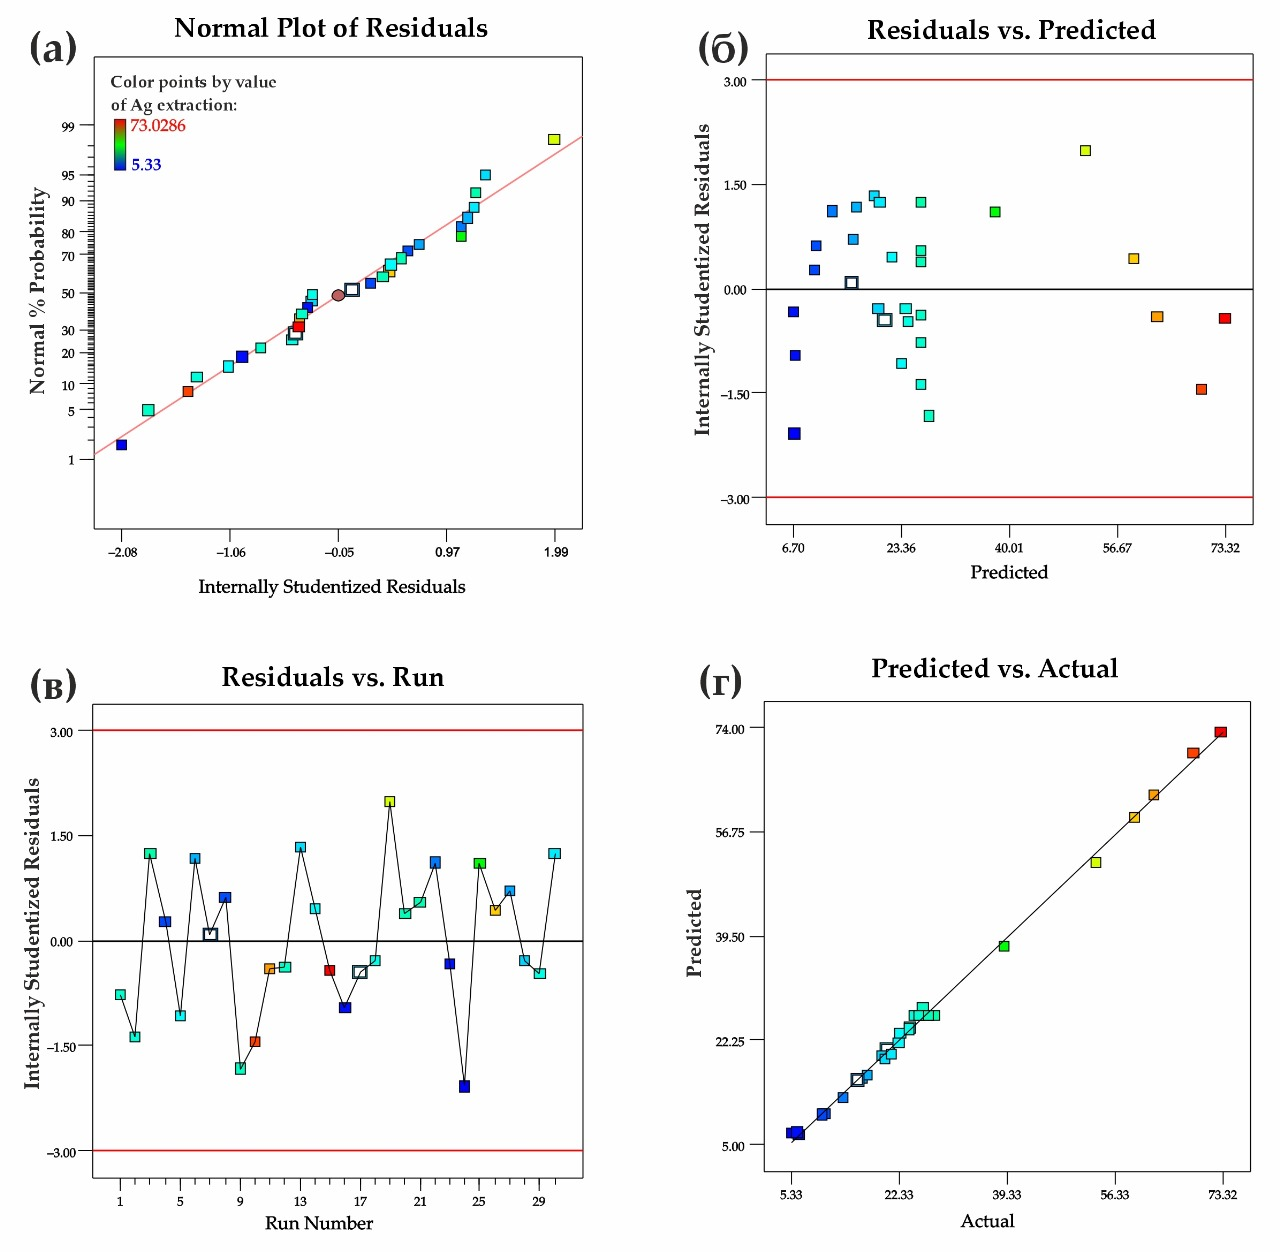 (а)
Normal Plot of Residuals
Color points by value
of Ag extraction:
73.0286
5.33
Normal % Probability
99
95
90
80
70
50
30
20
10
5
1
−2.08
−1.06
−0.05
0.97
1.99
Internally Studentized Residuals
(б)
Residuals vs. Predicted
Internally Studentized Residuals
3.00
1.50
0.00
−1.50
−3.00
6.70
23.36
40.01
56.67
73.32
Predicted
(в)
Residuals vs. Run
Internally Studentized Residuals
3.00
1.50
0.00
−1.50
−3.00
1
5
9
13
17
21
25
29
Run Number
(г)
Predicted vs. Actual
Predicted
74.00
56.75
39.50
22.25
5.00
5.33
22.33
39.33
56.33
73.32
Actual